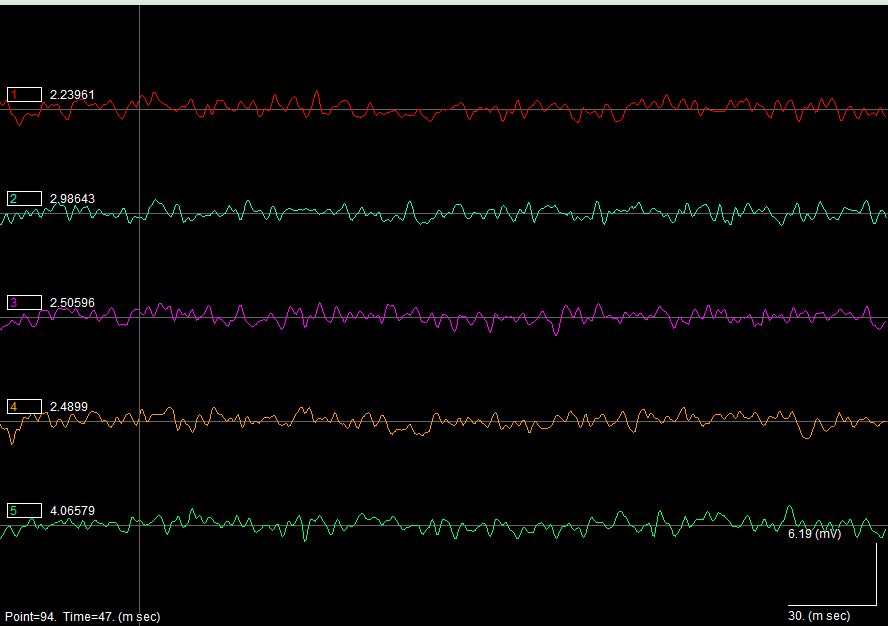 1 2.23961
2 2.98643
3 2.50596
4 2.4899
5 4.06579
6.19 (mV)
Point=94. Time=47. (m sec)
30. (m sec)